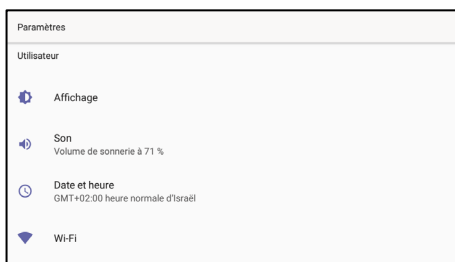 Paramètres
Utilisateur
Affichage
Son
Volume de sonnerie à 71 %
Date et heure
GMT+02:00 heure normale d'Israël
Wi-Fi